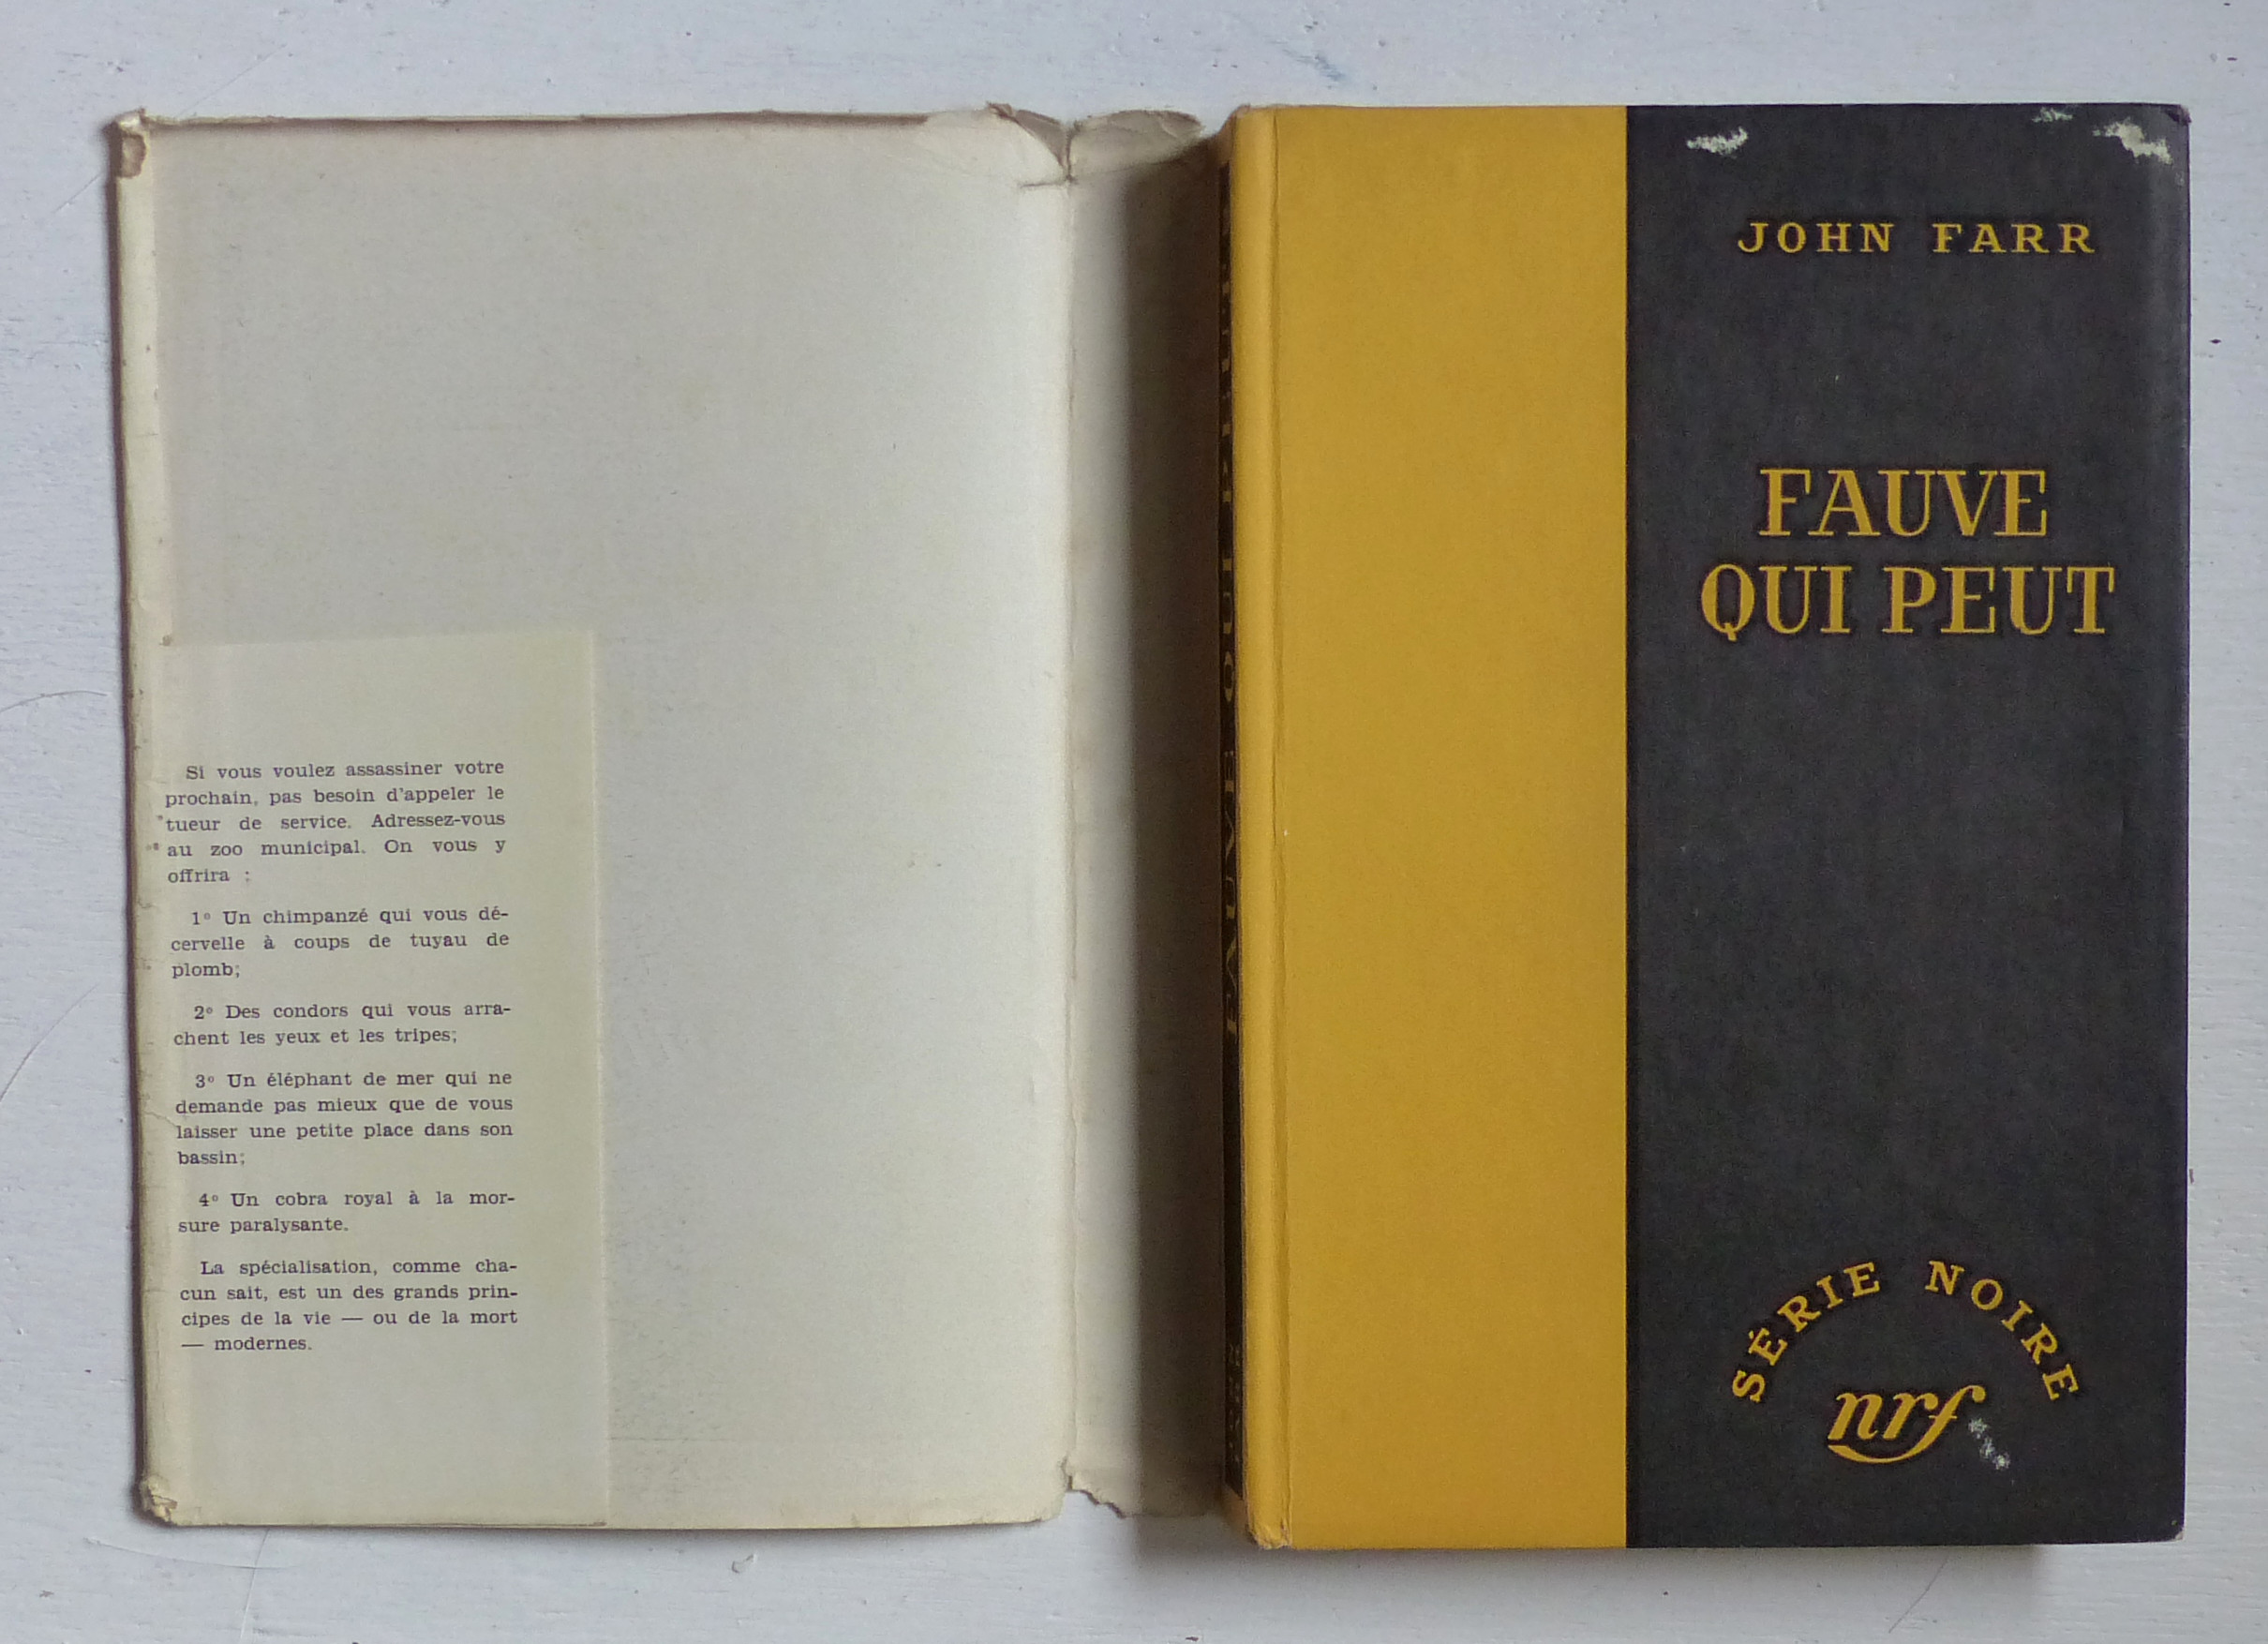 Si vous voulez assassiner votre
prochain, pas besoin d'appeler le
tueur de service. Adressez-vous
au zoo municipal. On vous y
offrira :
1° Un chimpanzé qui vous dé-
cervelle à coups de tuyau de
plomb;
2° Des condors qui vous arra-
chent les yeux et les tripes;
3° Un éléphant de mer qui ne
demande pas mieux que de vous
laisser une petite place dans son
bassin;
4° Un cobra royal à la mor-
sure paralysante.
La spécialisation, comme cha-
cun sait, est un des grands prin-
cipes de la vie — ou de la mort
— modernes.
FAUVE QUI PEUT
JOHN FARR
FAUVE
QUI PEUT
SÉRIE NOIRE
nrf